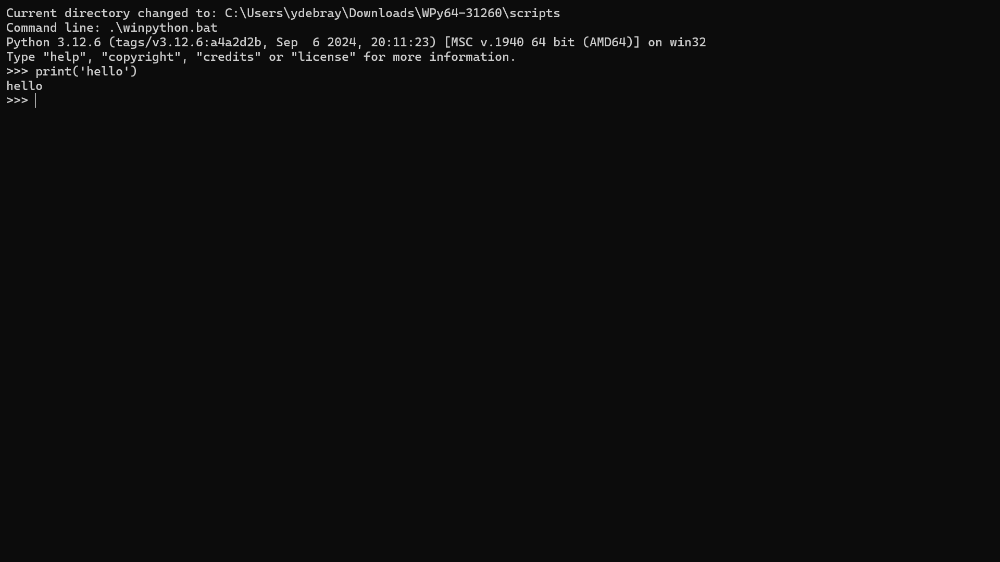 Current directory changed to: C:\Users\ydebray\Downloads\WPy64-31260\scripts
Command line: .\winpython.bat
Python 3.12.6 (tags/v3.12.6:a4a2d2b, Sep  6 2024, 20:11:23) [MSC v.1940 64 bit (AMD64)] on win32
Type "help", "copyright", "credits" or "license" for more information.
>>> print('hello')
hello
>>>